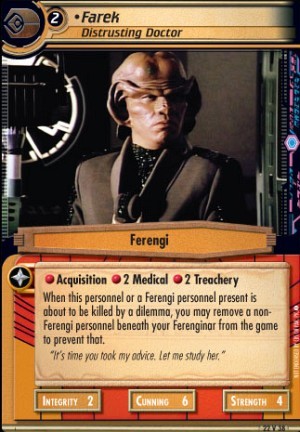 2
•Farek
Distrusting Doctor
Ferengi
Acquisition 2 Medical 2 Treachery
When this personnel or a Ferengi personnel present is
about to be killed by a dilemma, you may remove a non-
Ferengi personnel beneath your Ferenginar from the game
to prevent that.
"It's time you took my advice. Let me study her."
INTEGRITY 2 CUNNING 6 STRENGTH 4
22 V 38